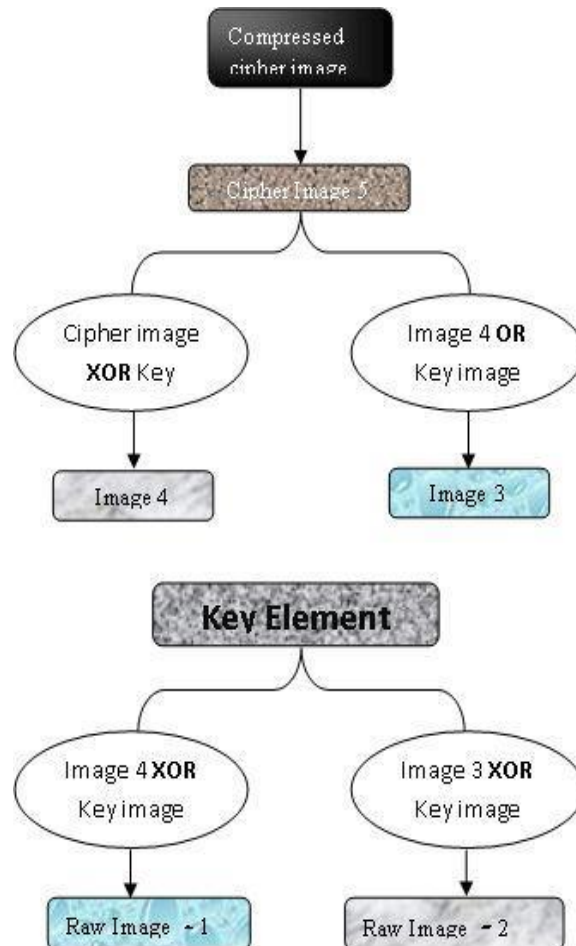 Compressed
cipher image
Cipher Image 5
Cipher image
XOR Key
Image 4 OR
Key image
Image 4
Image 3
Key Element
Image 4 XOR
Key image
Image 3 XOR
Key image
Raw Image ~ 1
Raw Image ~ 2